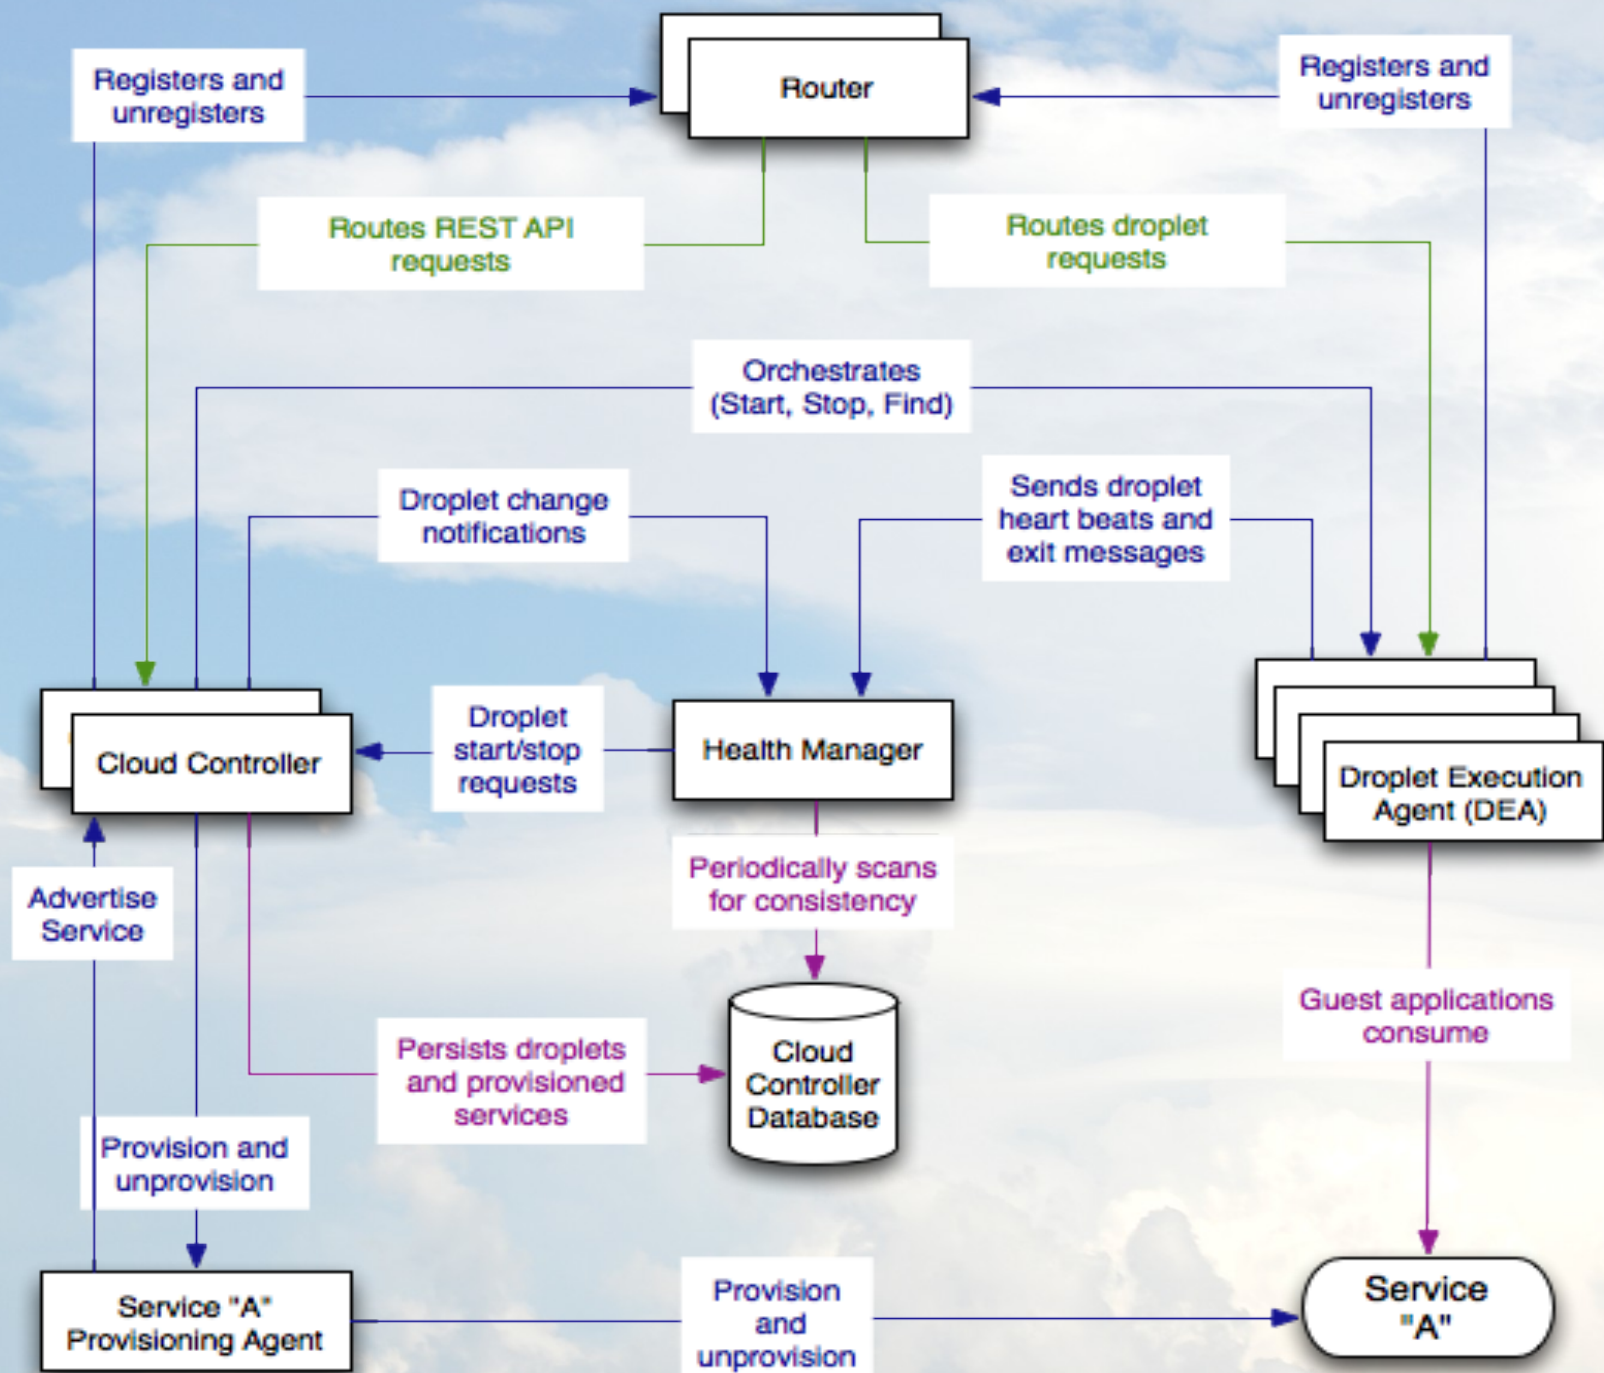 Router
Registers and
unregisters
Registers and
unregisters
Routes REST API
requests
Routes droplet
requests
Orchestrates
(Start, Stop, Find)
Droplet change
notifications
Sends droplet
heart beats and
exit messages
Droplet
start/stop
requests
Cloud Controller
Health Manager
Droplet Execution
Agent (DEA)
Advertise
Service
Periodically scans
for consistency
Guest applications
consume
Persists droplets
and provisioned
services
Cloud
Controller
Database
Provision and
unprovision
Service "A"
Provisioning Agent
Provision
and
unprovision
Service
"A"